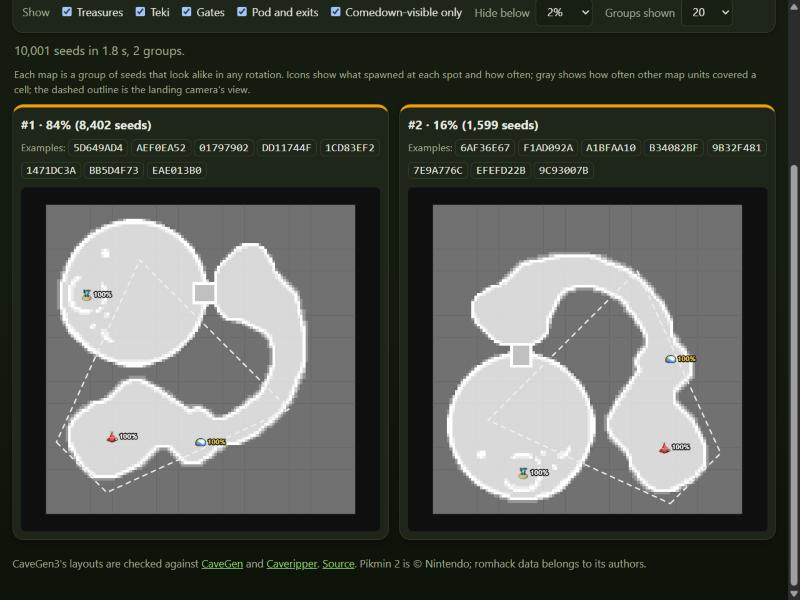 Show Treasures Teki Gates Pod and exits Comedown-visible only Hide below 2% Groups shown 20
10,001 seeds in 1.8 s, 2 groups.
Each map is a group of seeds that look alike in any rotation. Icons show what spawned at each spot and how often; gray shows how often other map units covered a
cell; the dashed outline is the landing camera's view.
#1 · 84% (8,402 seeds)
Examples: 5D649AD4 AEF0EA52 01797902 DD11744F 1CD83EF2
1471DC3A BB5D4F73 EAE013B0
100%
100%
100%
#2 · 16% (1,599 seeds)
Examples: 6AF36E67 F1AD092A A1BFAA10 B34082BF 9B32F481
7E9A776C EFEFD22B 9C93007B
100%
100%
100%
CaveGen3's layouts are checked against CaveGen and Caveripper. Source. Pikmin 2 is © Nintendo; romhack data belongs to its authors.